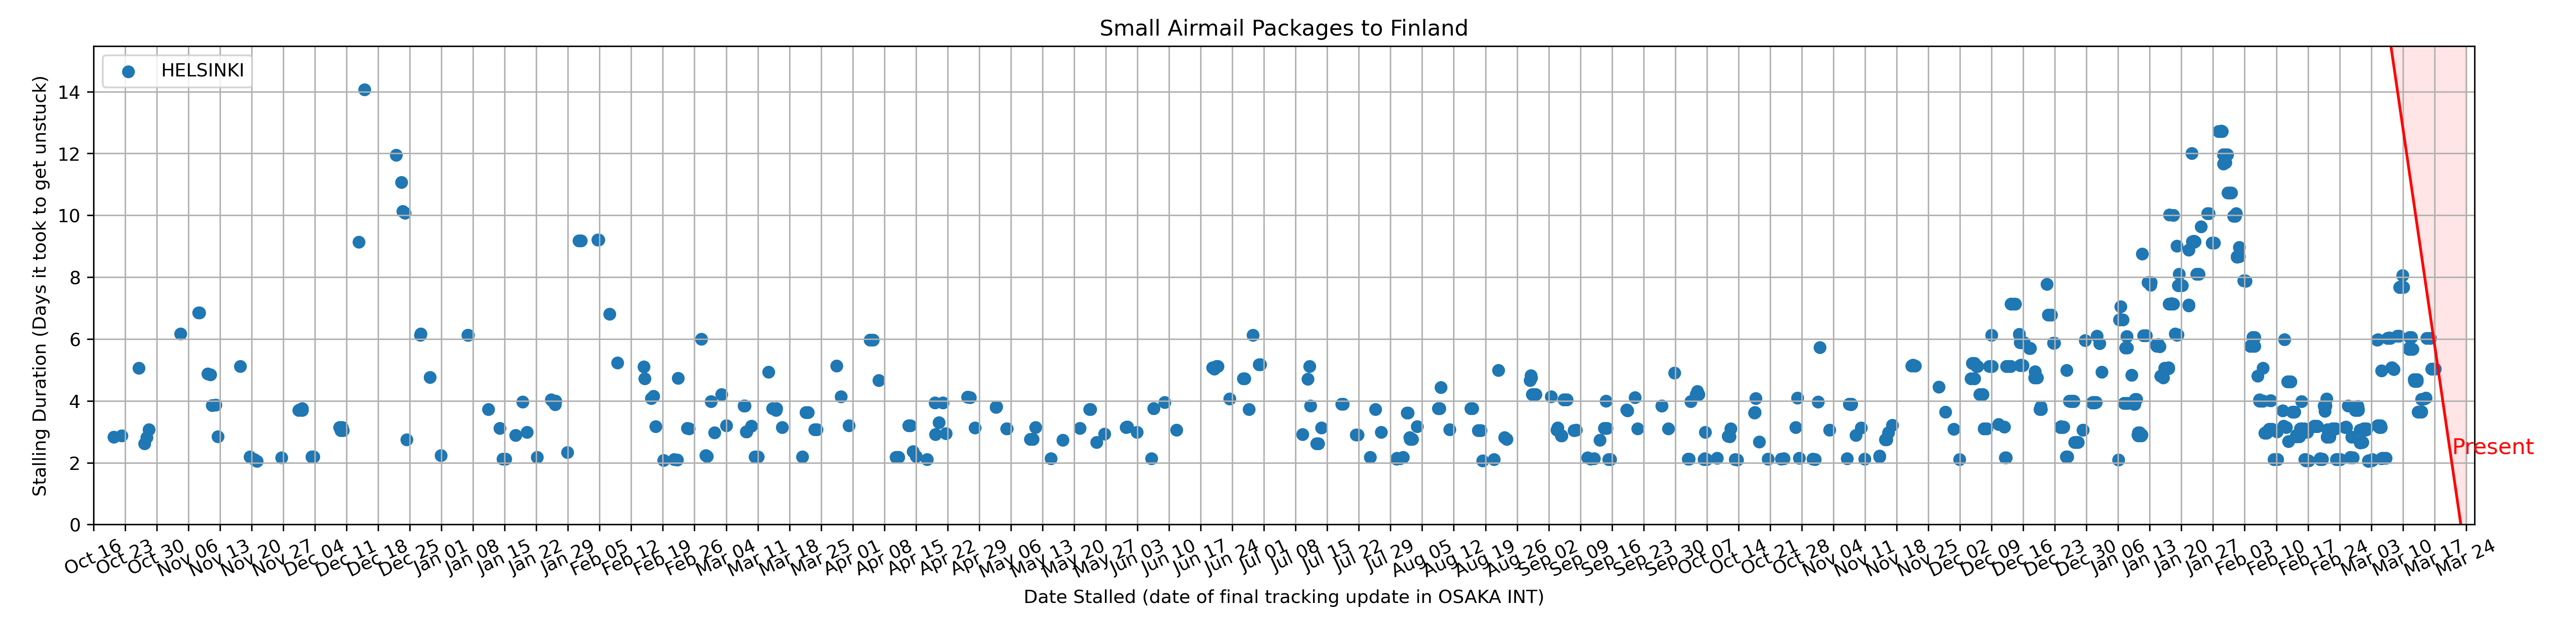 Small Airmail Packages to Finland
HELSINKI
Stalling Duration (Days it took to get unstuck)
14
12
10
8
6
4
2
0
Present
Oct 16 Oct 23 Oct 30 Nov 06 Nov 13 Nov 20 Nov 27 Dec 04 Dec 11 Dec 18 Dec 25 Jan 01 Jan 08 Jan 15 Jan 22 Jan 29 Feb 05 Feb 12 Feb 19 Feb 26 Mar 04 Mar 11 Mar 18 Mar 25 Apr 01 Apr 08 Apr 15 Apr 22 Apr 29 May 06 May 13 May 20 May 27 Jun 03 Jun 10 Jun 17 Jun 24 Jul 01 Jul 08 Jul 15 Jul 22 Jul 29 Aug 05 Aug 12 Aug 19 Aug 26 Sep 02 Sep 09 Sep 16 Sep 23 Sep 30 Oct 07 Oct 14 Oct 21 Oct 28 Nov 04 Nov 11 Nov 18 Nov 25 Dec 02 Dec 09 Dec 16 Dec 23 Dec 30 Jan 06 Jan 13 Jan 20 Jan 27 Feb 03 Feb 10 Feb 17 Feb 24 Mar 03 Mar 10 Mar 17 Mar 24
Date Stalled (date of final tracking update in OSAKA INT)